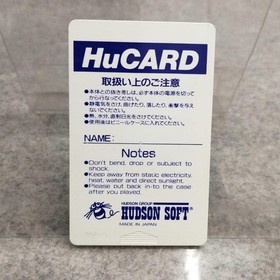 HuCARD
取扱い上のご注意
●本体との抜き差しは、必ず本体の電源を切って
から行なってください。
●静電気をさけ、曲げたり、落したり、衝撃を与え
ないでください。
●熱、水分、直射日光をさけてください。
●使用後はビニールケースに入れてください。
NAME:
Notes
●Don't bend, drop or subject to
shock.
●Keep away from static electricity,
heat, water and direct sunlight.
●Please put back in-to the case
after you played.
HUDSON GROUP
HUDSON SOFT®
MADE IN JAPAN